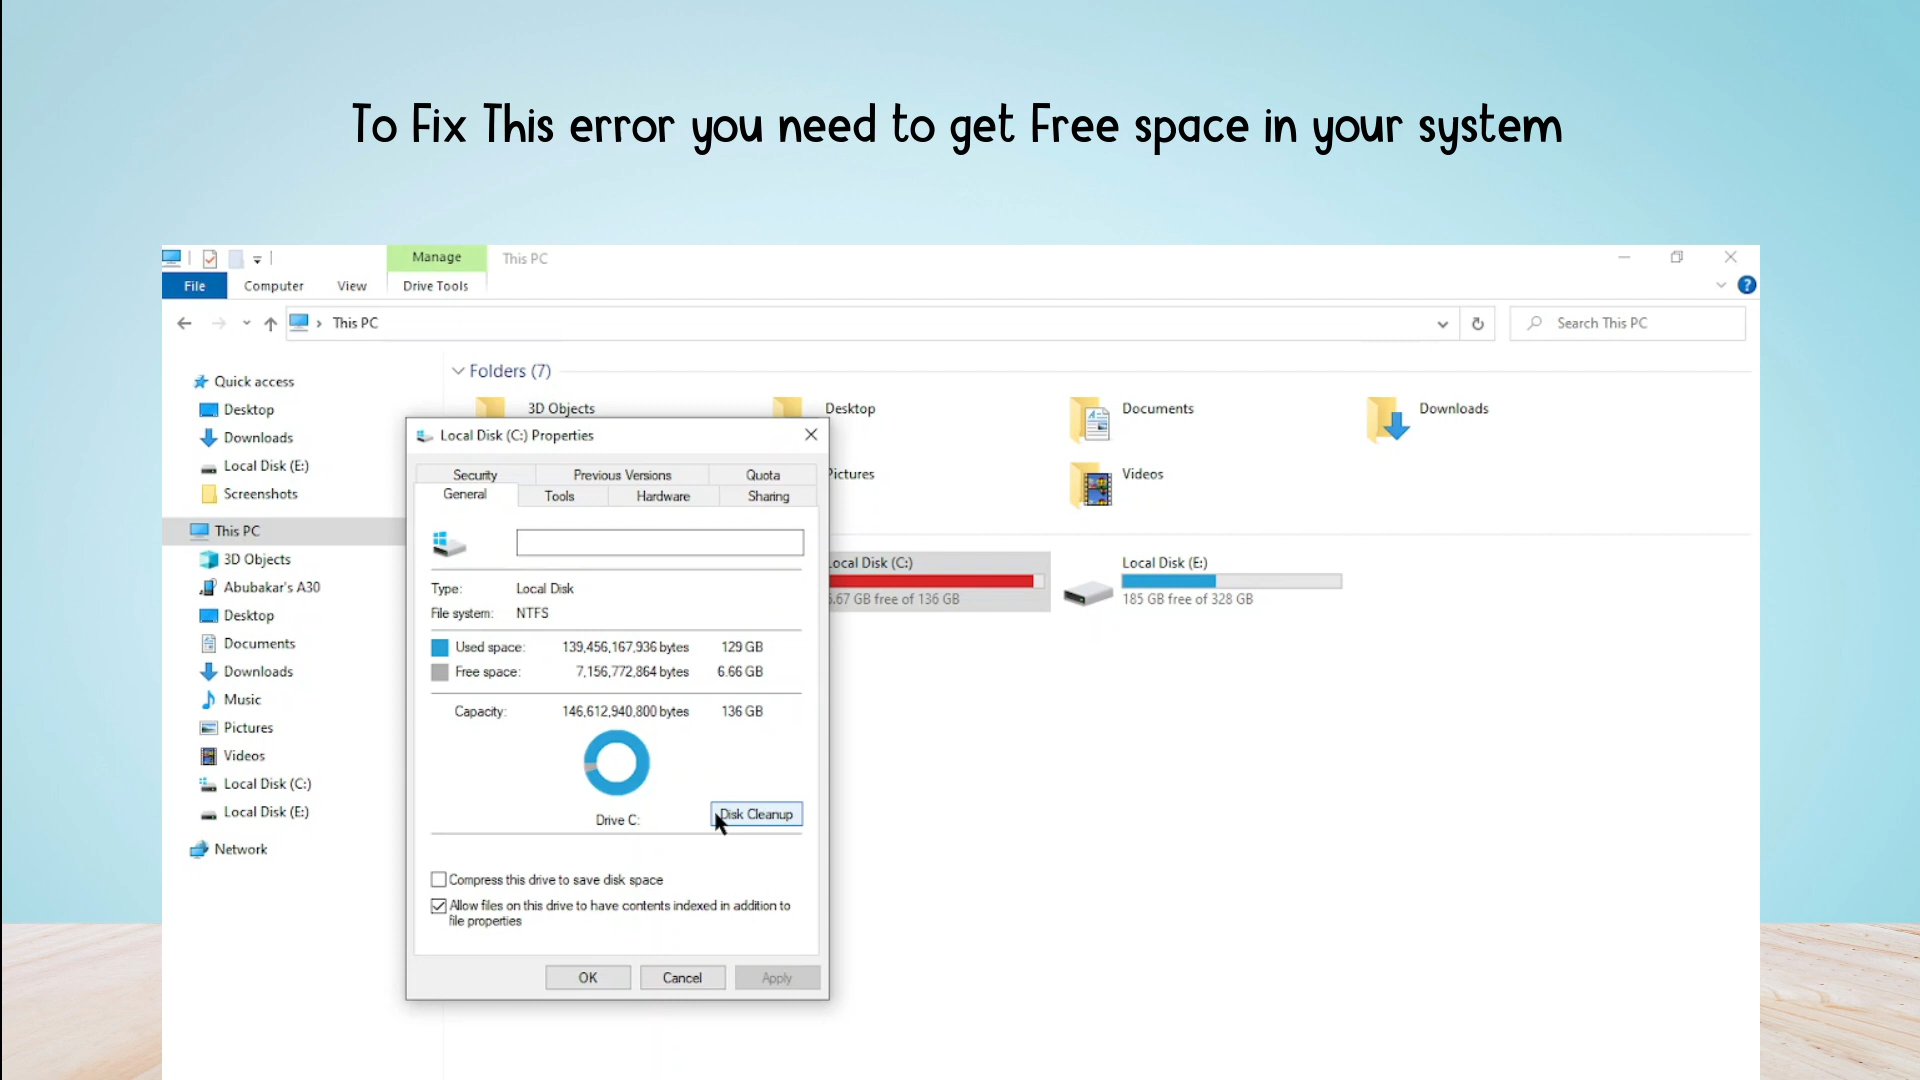 To Fix This error you need to get Free space in your system
Manage
This PC
File
Computer
View
Drive Tools
This PC
Search This PC
Quick access
Desktop
Downloads
Local Disk (E:)
Screenshots
This PC
3D Objects
Abubakar's A30
Desktop
Documents
Downloads
Music
Pictures
Videos
Local Disk (C:)
Local Disk (E:)
Network
Folders (7)
3D Objects
Desktop
Documents
Downloads
Pictures
Videos
Local Disk (C:)
6.67 GB free of 136 GB
Local Disk (E:)
185 GB free of 328 GB
Local Disk (C:) Properties
Security
Previous Versions
Quota
General
Tools
Hardware
Sharing
Type: Local Disk
File system: NTFS
Used space: 139,456,167,936 bytes 129 GB
Free space: 7,156,772,864 bytes 6.66 GB
Capacity: 146,612,940,800 bytes 136 GB
Drive C:
Disk Cleanup
Compress this drive to save disk space
Allow files on this drive to have contents indexed in addition to
file properties
OK
Cancel
Apply